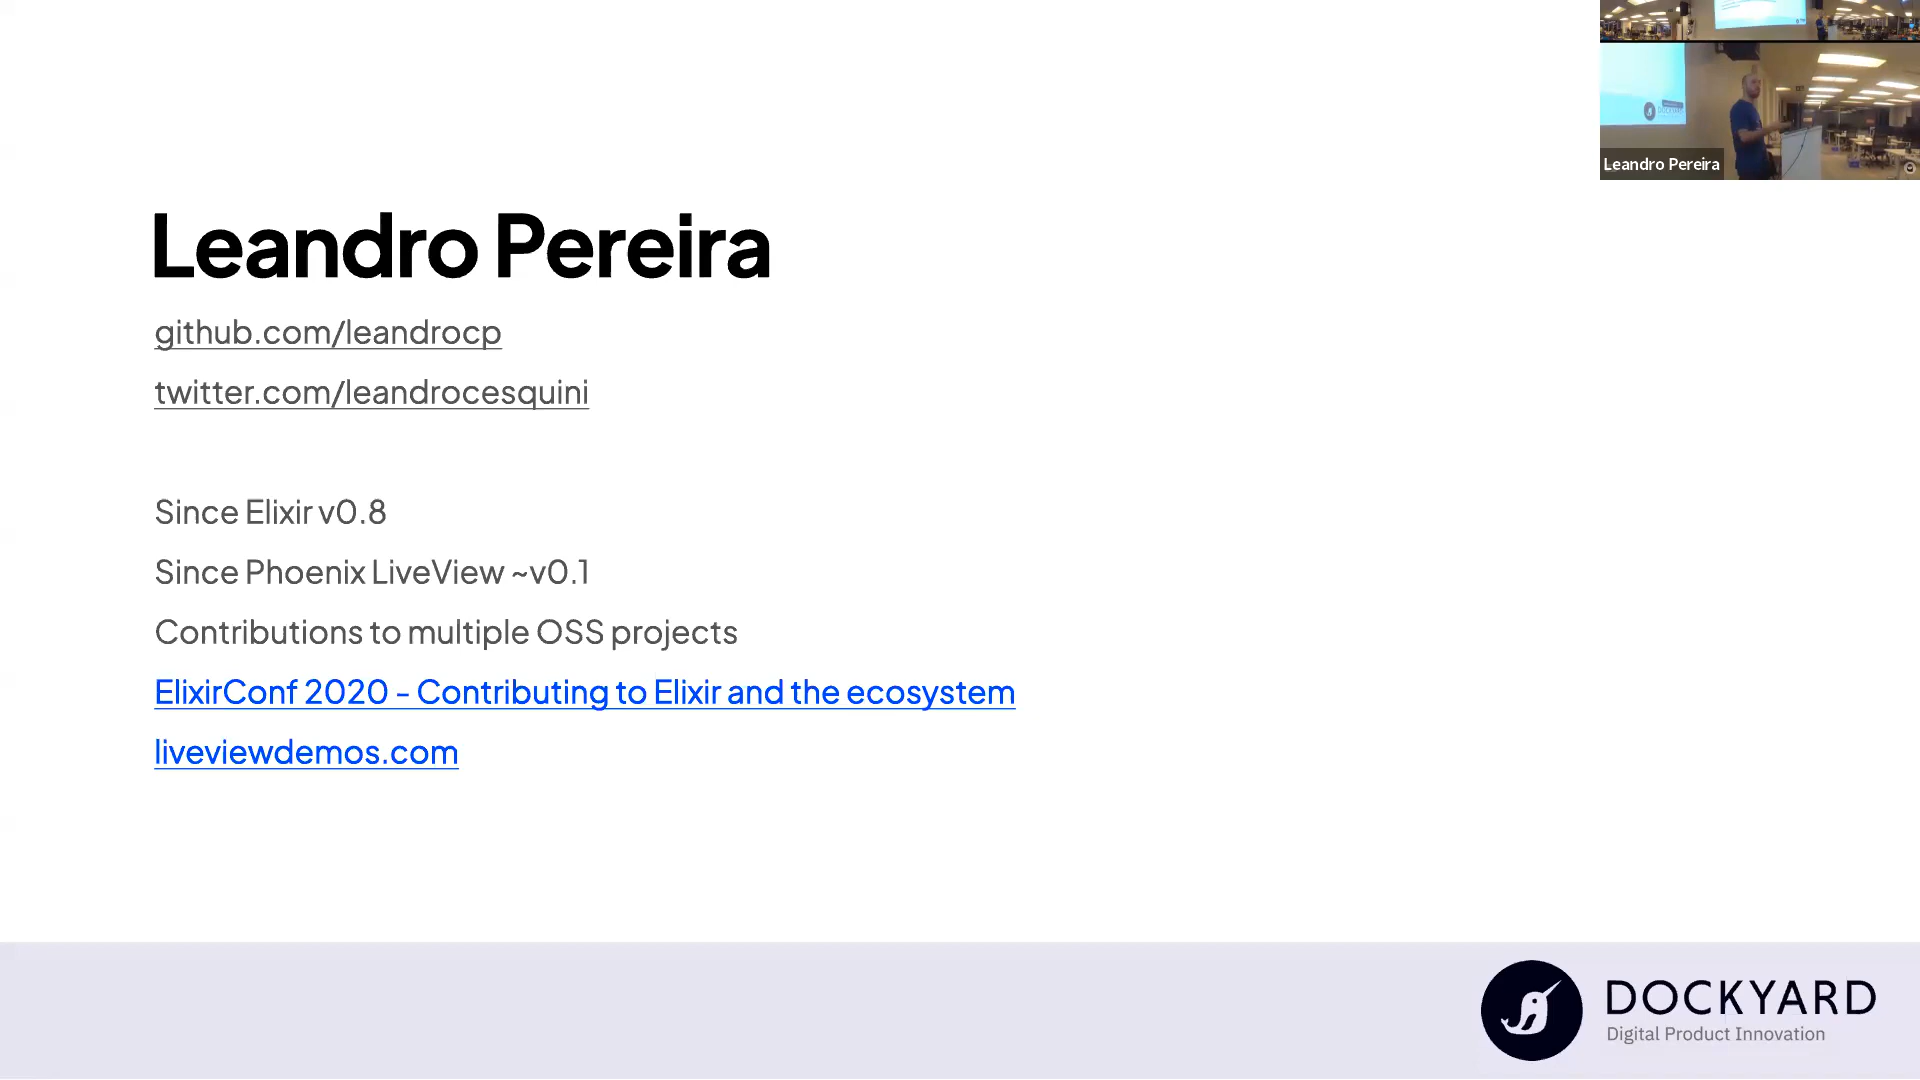 Leandro Pereira
Leandro Pereira
github.com/leandrocp
twitter.com/leandrocesquini
Since Elixir v0.8
Since Phoenix LiveView ~v0.1
Contributions to multiple OSS projects
ElixirConf 2020 - Contributing to Elixir and the ecosystem
liveviewdemos.com
DOCKYARD
Digital Product Innovation